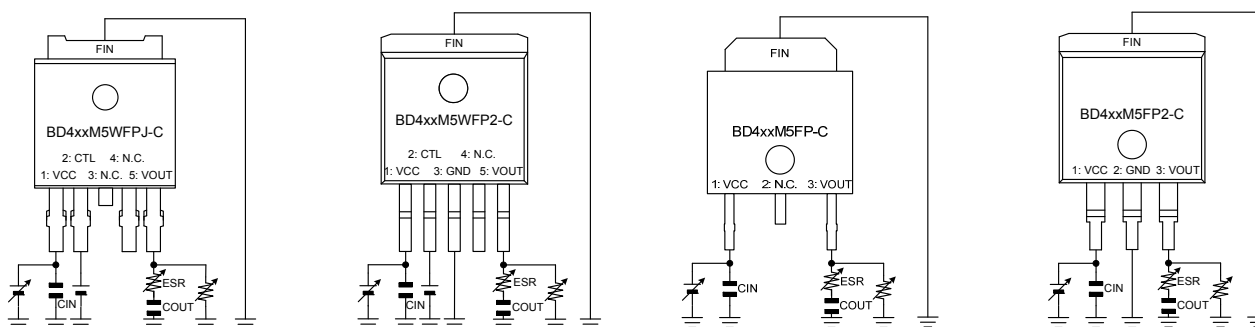 FIN
BD4xxM5WFPJ-C
2: CTL 4: N.C.
1: VCC 3: N.C. 5: VOUT
CIN
ESR
COUT
FIN
BD4xxM5WFP2-C
2: CTL 4: N.C.
1: VCC 3: GND 5: VOUT
CIN
ESR
COUT
FIN
BD4xxM5FP-C
1: VCC 2: N.C. 3: VOUT
CIN
ESR
COUT
FIN
BD4xxM5FP2-C
1: VCC 2: GND 3: VOUT
CIN
ESR
COUT